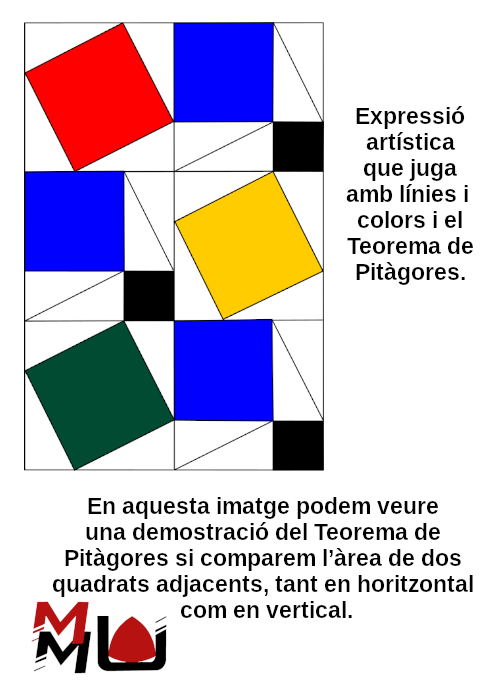 Expressió
artística
que juga
amb línies i
colors i el
Teorema de
Pitàgores.
En aquesta imatge podem veure
una demostració del Teorema de
Pitàgores si comparem l’àrea de dos
quadrats adjacents, tant en horitzontal
com en vertical.
MMU